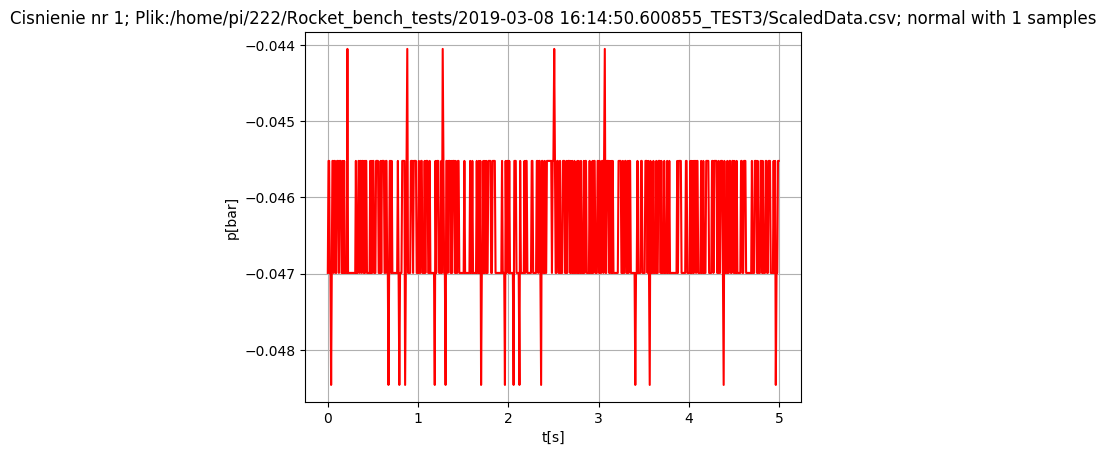 Cisnienie nr 1; Plik:/home/pi/222/Rocket_bench_tests/2019-03-08 16:14:50.600855_TEST3/ScaledData.csv; normal with 1 samples
−0.044
−0.045
−0.046
−0.047
−0.048
p[bar]
0 1 2 3 4 5
t[s]